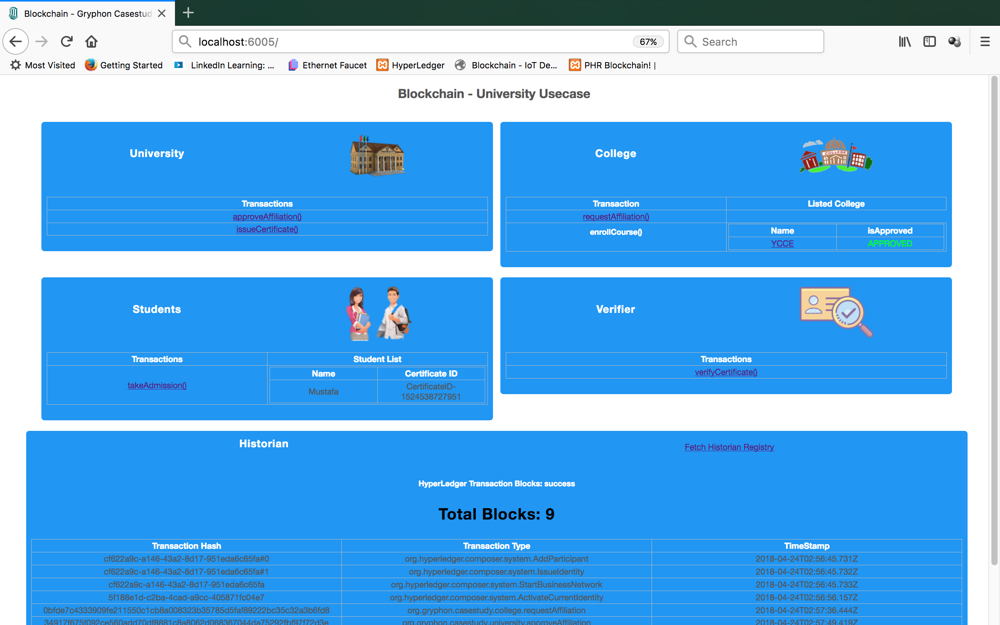 Blockchain - Gryphon Casestud
localhost:6005/
67%
Search
Most Visited
Getting Started
LinkedIn Learning: ...
Ethernet Faucet
HyperLedger
Blockchain - IoT De...
PHR Blockchain! |
Blockchain - University Usecase
University
UNIVERSITY
Transactions
approveAffiliation()
issueCertificate()
College
COLLEGE
Transaction Listed College
requestAffiliation()
enrollCourse()
Name isApproved
YCCE APPROVED
Students
Transactions Student List
takeAdmission()
Name Certificate ID
Mustafa CertificateID-
1524538727951
Verifier
Transactions
verifyCertificate()
Historian
Fetch Historian Registry
HyperLedger Transaction Blocks: success
Total Blocks: 9
Transaction Hash Transaction Type TimeStamp
cf622a9c-a146-43a2-8d17-951eda6c65fa#0 org.hyperledger.composer.system.AddParticipant 2018-04-24T02:56:45.731Z
cf622a9c-a146-43a2-8d17-951eda6c65fa#1 org.hyperledger.composer.system.IssueIdentity 2018-04-24T02:56:45.732Z
cf622a9c-a146-43a2-8d17-951eda6c65fa org.hyperledger.composer.system.StartBusinessNetwork 2018-04-24T02:56:45.733Z
5f188e1d-c2ba-4cad-a9cc-405871fc04e7 org.hyperledger.composer.system.ActivateCurrentIdentity 2018-04-24T02:56:56.157Z
0bfde7c4333909fe211550c1cb8a008323b35785d5faf89222bc35c32a3b6fd8 org.gryphon.casestudy.college.requestAffiliation 2018-04-24T02:57:36.444Z
34917f675f092ce560add70df8881c8a8062d068367044da75292fbf97f72d3e org.gryphon.casestudy.university.approveAffiliation 2018-04-24T02:57:49.419Z